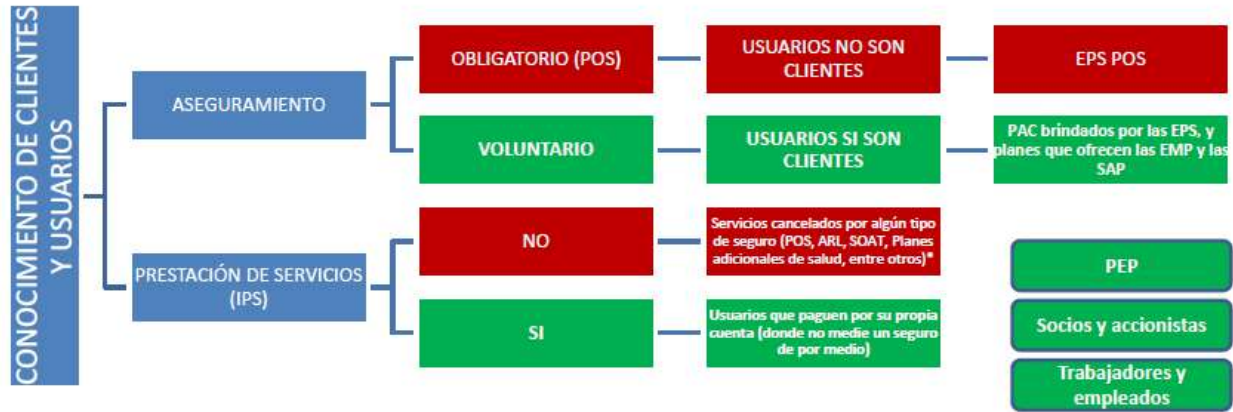 CONOCIMIENTO DE CLIENTES
Y USUARIOS
ASEGURAMIENTO
OBLIGATORIO (POS)
USUARIOS NO SON
CLIENTES
EPS POS
VOLUNTARIO
USUARIOS SI SON
CLIENTES
PAC brindados por las EPS, y
planes que ofrecen las EMP y las
SAP
PRESTACIÓN DE SERVICIOS
(IPS)
NO
Servicios cancelados por algún tipo
de seguro (POS, ARL, SOAT, Planes
adicionales de salud, entre otros)*
SI
Usuarios que paguen por su propia
cuenta (donde no medie un seguro
de por medio)
PEP
Socios y accionistas
Trabajadores y
empleados